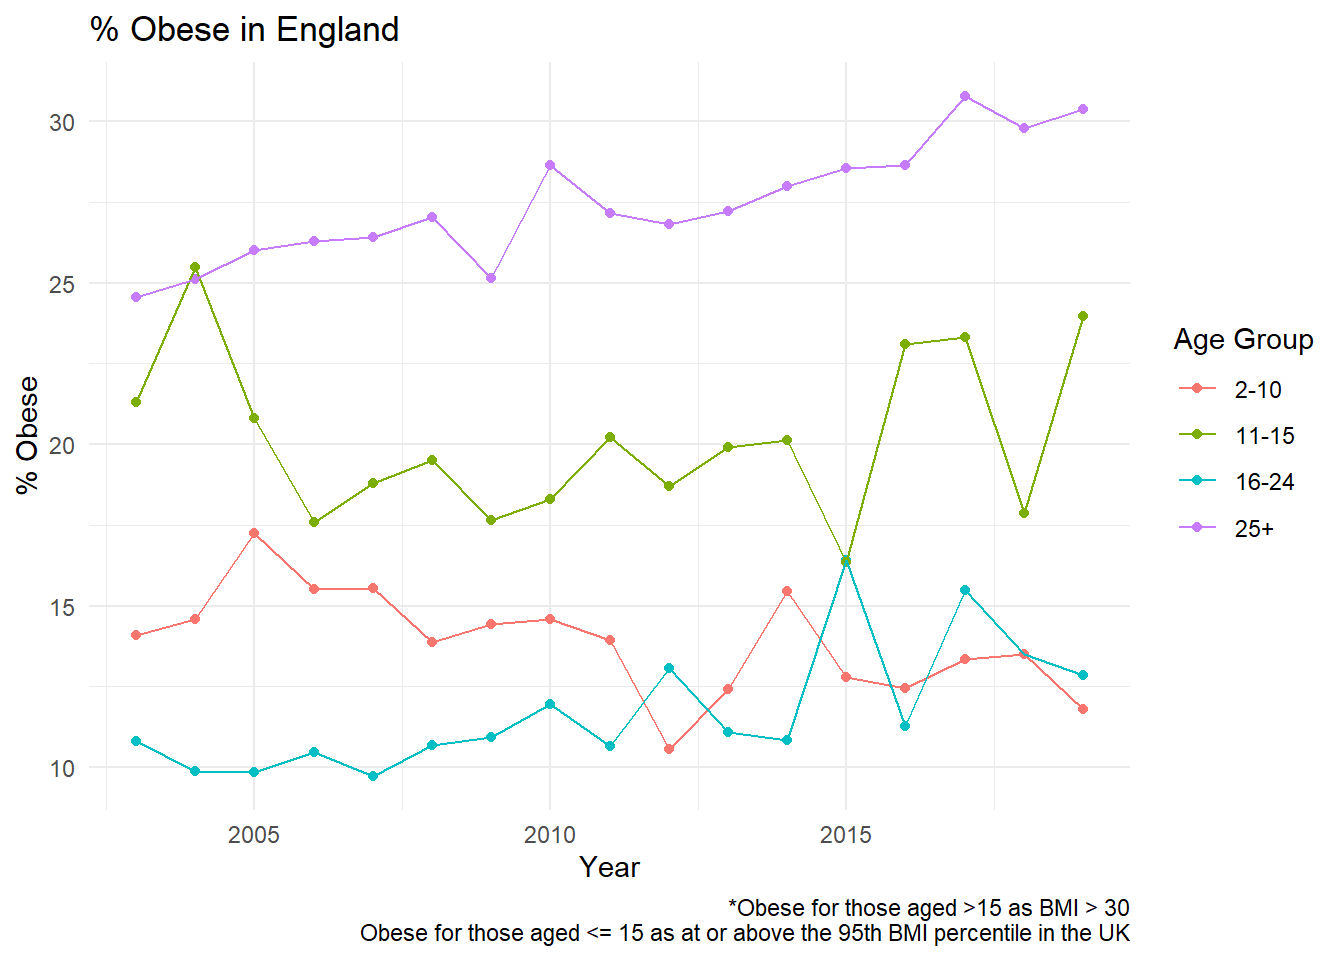 % Obese in England
30
25
20
15
10
% Obese
2005 2010 2015
Year
Age Group
2-10
11-15
16-24
25+
*Obese for those aged >15 as BMI > 30
Obese for those aged <= 15 as at or above the 95th BMI percentile in the UK